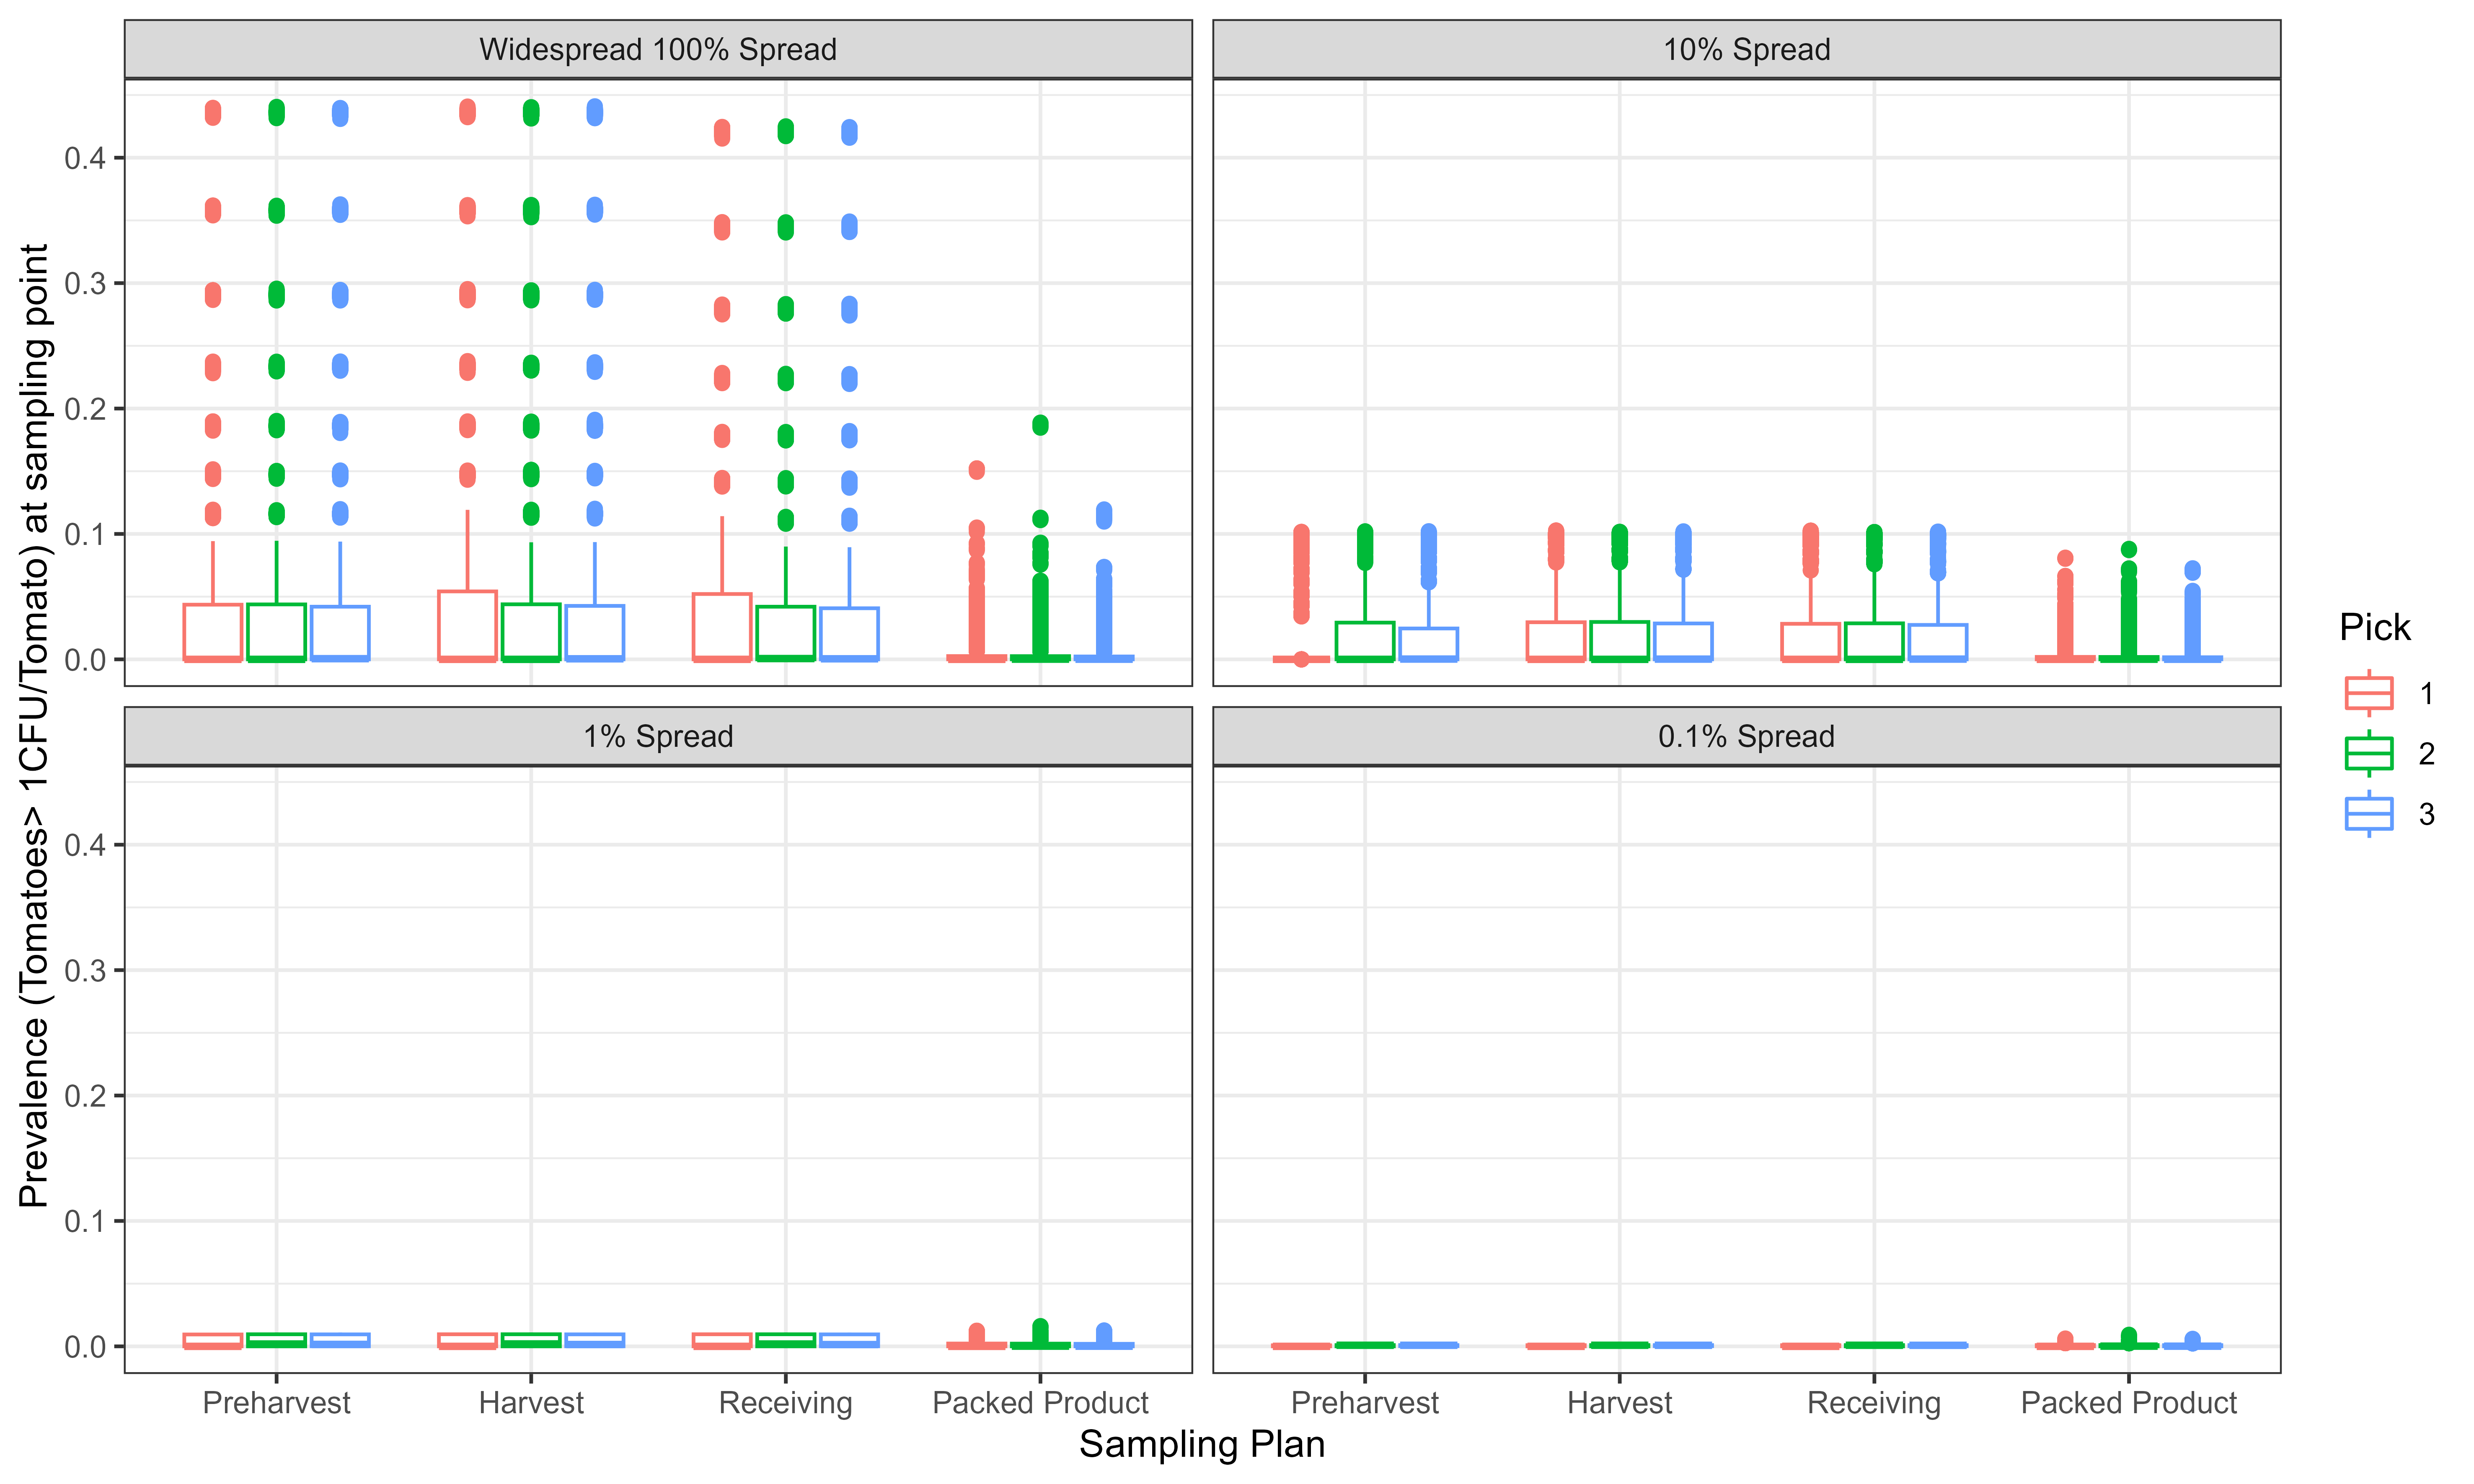 Widespread 100% Spread
10% Spread
0.4
0.3
0.2
0.1
0.0
1% Spread
0.1% Spread
0.4
0.3
0.2
0.1
0.0
Preharvest
Harvest
Receiving
Packed Product
Preharvest
Harvest
Receiving
Packed Product
Sampling Plan
Prevalence (Tomatoes> 1CFU/Tomato) at sampling point
Pick
1
2
3